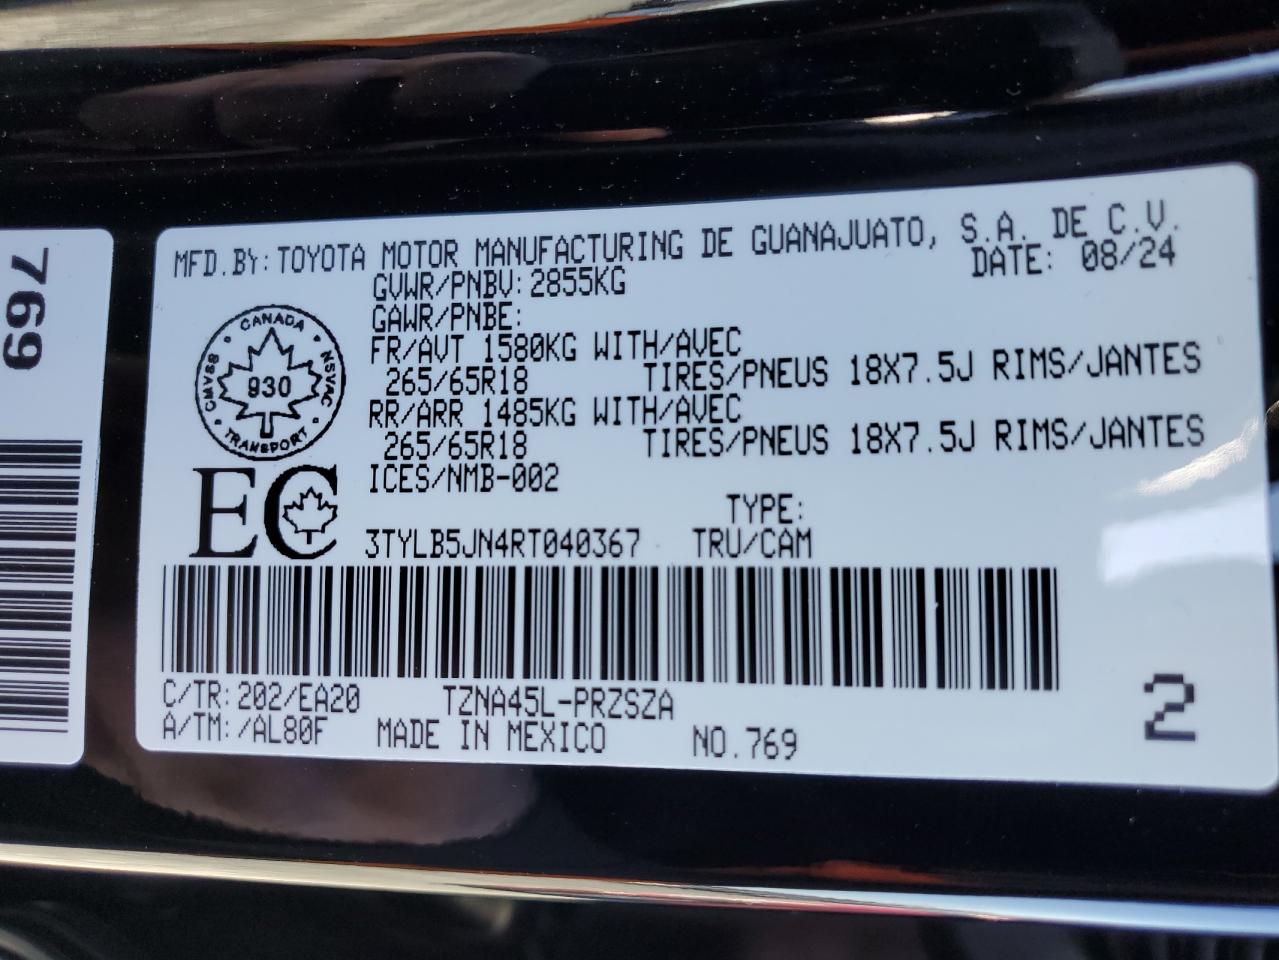 769
MFD.BY: TOYOTA MOTOR MANUFACTURING DE GUANAJUATO, S.A. DE C.V.
GVWR/PNBV: 2855KG DATE: 08/24
GAWR/PNBE:
FR/AVT 1580KG WITH/AVEC
265/65R18 TIRES/PNEUS 18X7.5J RIMS/JANTES
RR/ARR 1485KG WITH/AVEC
265/65R18 TIRES/PNEUS 18X7.5J RIMS/JANTES
ICES/NMB-002
CANADA
CMVSS NSVAC
930
TRANSPORT
EC
TYPE:
3TYLB5JN4RT040367 TRU/CAM
C/TR: 202/EA20 TZNA45L-PRZSZA
A/TM: /AL80F MADE IN MEXICO NO.769
2